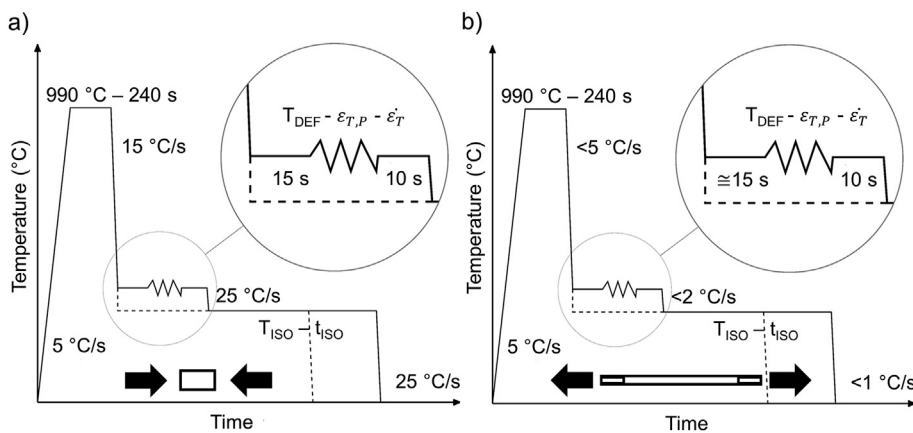 a)
990 °C – 240 s
15 °C/s
T_DEF - ε_T,P - ε̇_T
15 s
10 s
25 °C/s
T_ISO – t_ISO
5 °C/s
25 °C/s
Temperature (°C)
Time
b)
990 °C – 240 s
<5 °C/s
T_DEF - ε_T,P - ε̇_T
≅15 s
10 s
<2 °C/s
T_ISO – t_ISO
5 °C/s
<1 °C/s
Temperature (°C)
Time